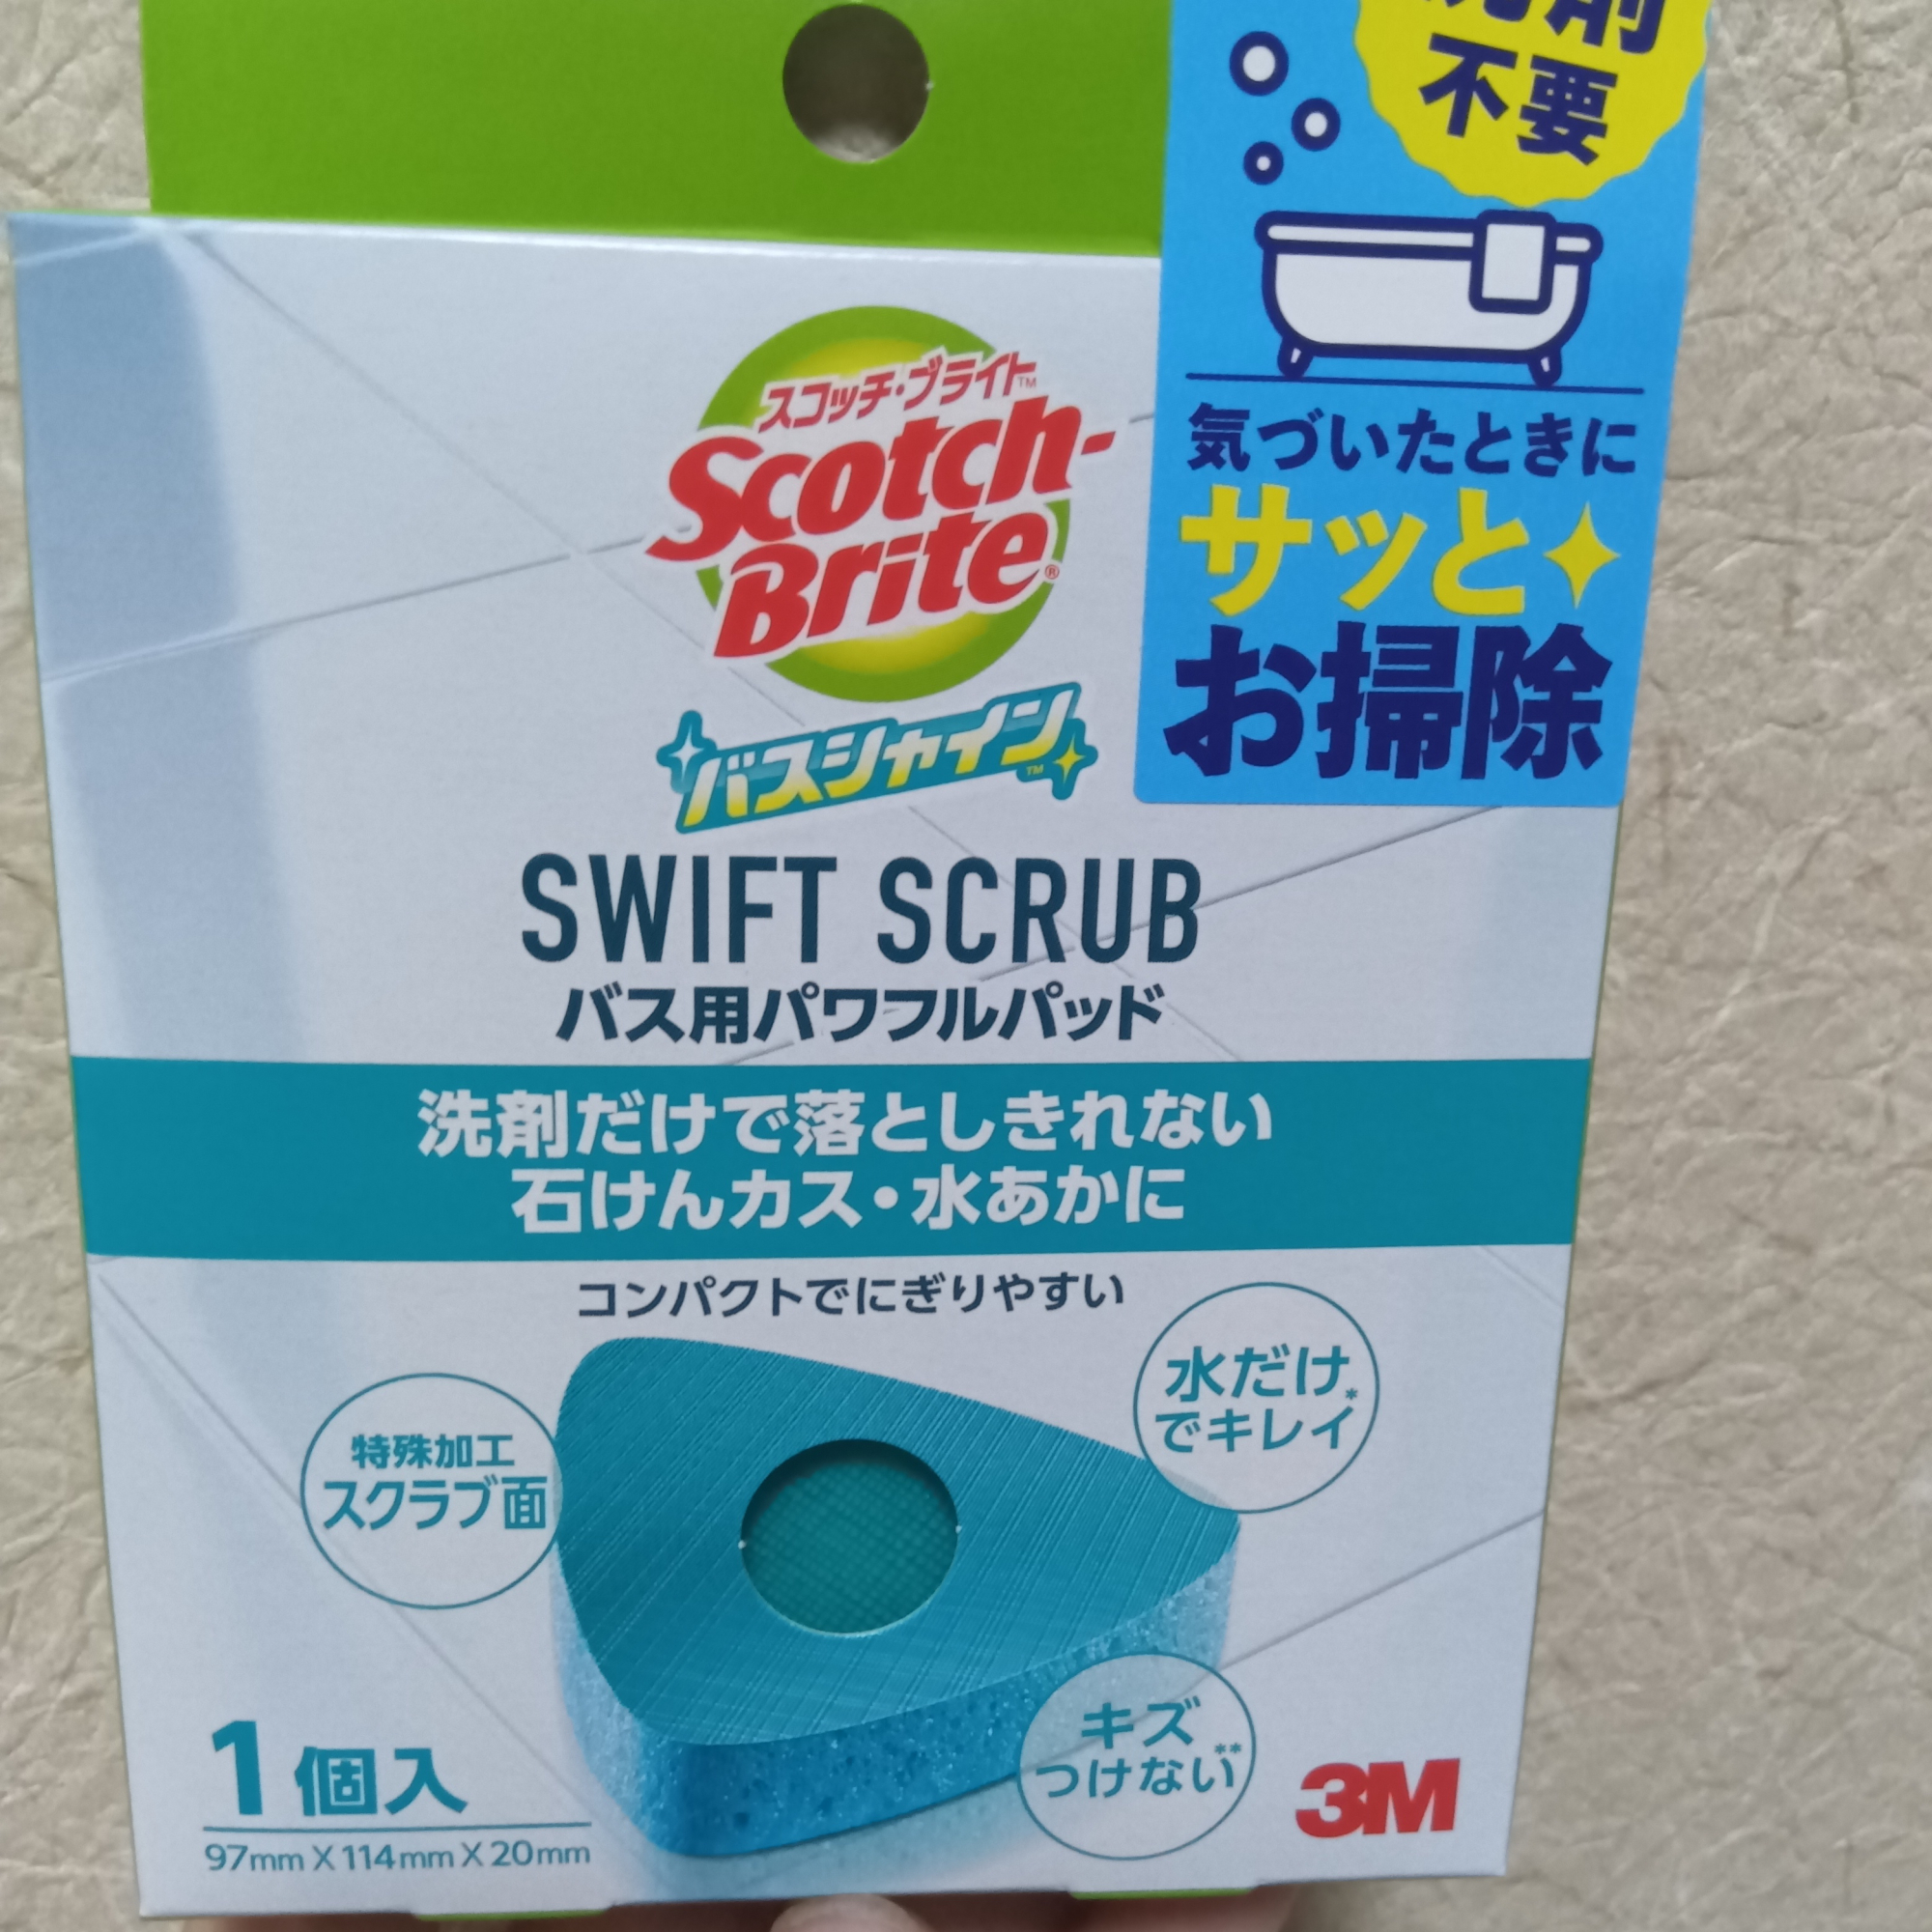 洗剤
不要
気づいたときに
サッと
お掃除
スコッチ・ブライト™
Scotch-
Brite®
バスシャイン™
SWIFT SCRUB
バス用パワフルパッド
洗剤だけで落としきれない
石けんカス・水あかに
コンパクトでにぎりやすい
水だけ*
でキレイ
特殊加工
スクラブ面
キズ
つけない**
1個入
97mm X 114mm X 20mm
3M